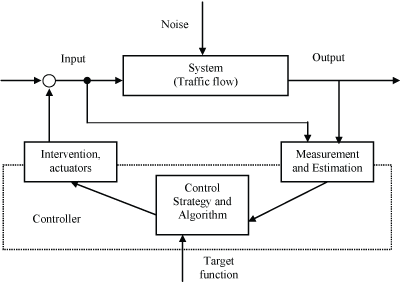 Noise
Input
System
(Traffic flow)
Output
Intervention,
actuators
Measurement
and Estimation
Control
Strategy and
Algorithm
Controller
Target
function